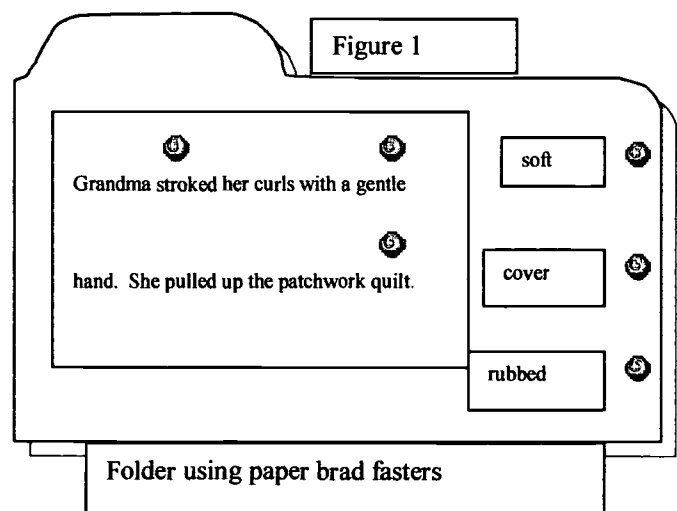 Figure 1
Grandma stroked her curls with a gentle
hand. She pulled up the patchwork quilt.
soft
cover
rubbed
Folder using paper brad fasters